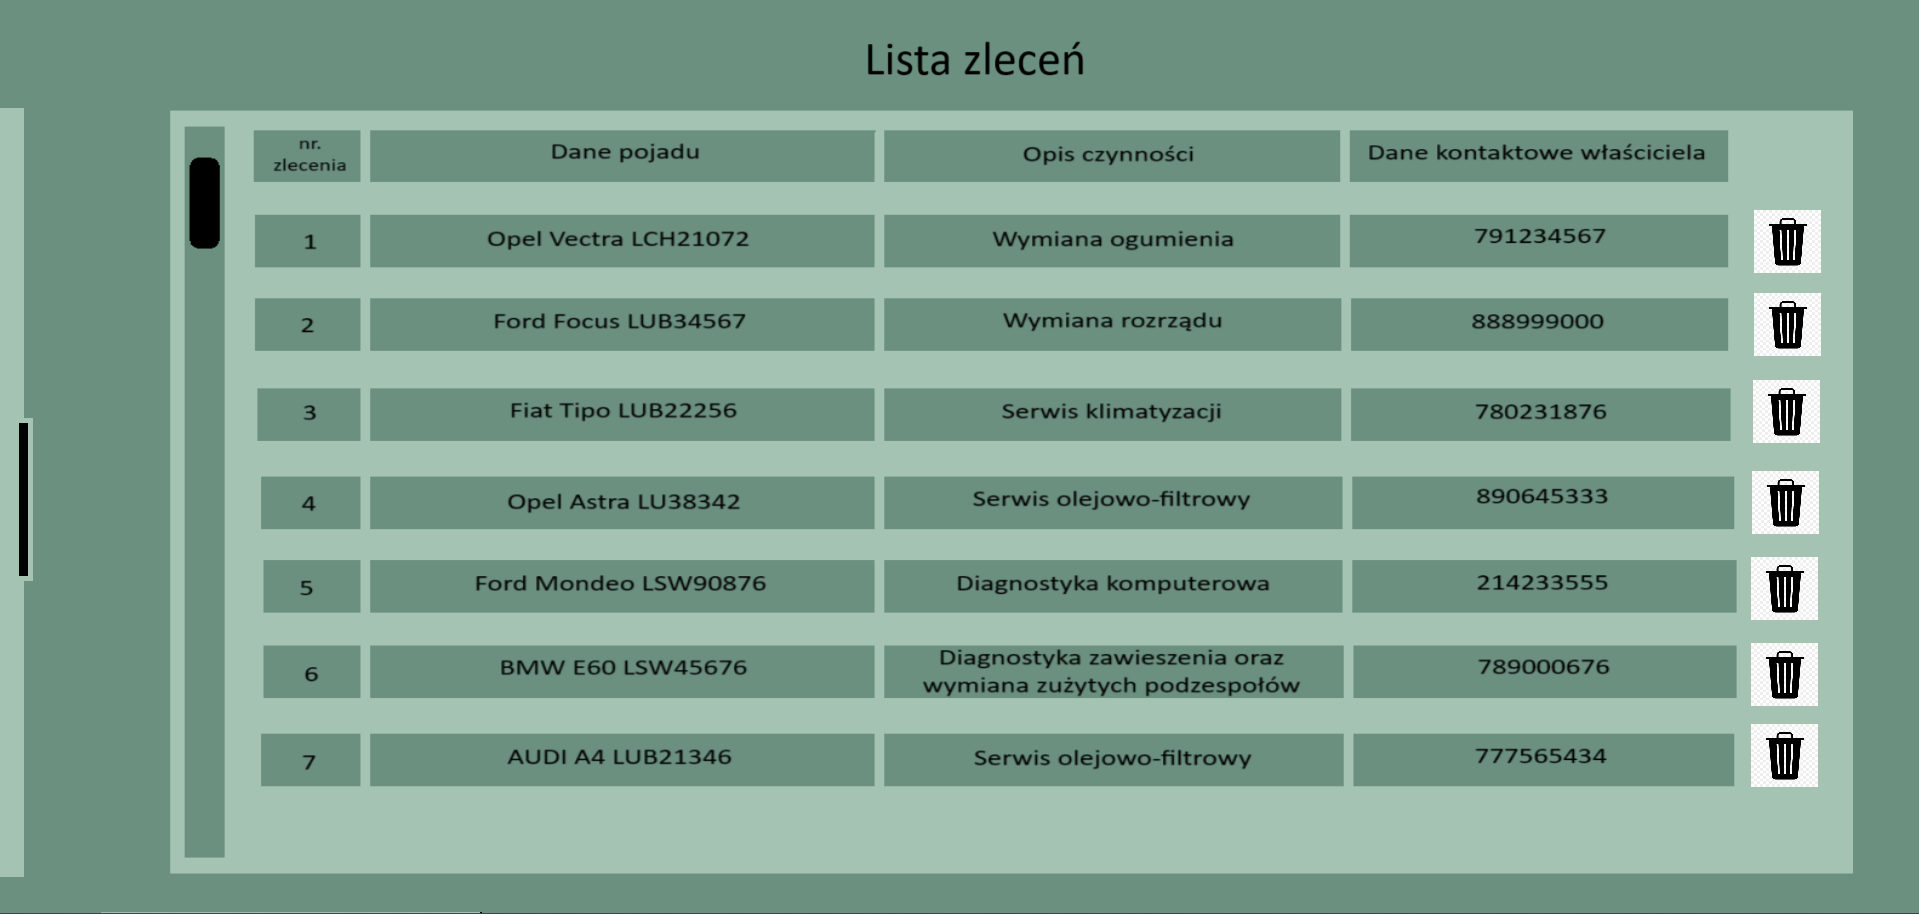 Lista zleceń
nr.
zlecenia
Dane pojadu
Opis czynności
Dane kontaktowe właściciela
1
Opel Vectra LCH21072
Wymiana ogumienia
791234567
2
Ford Focus LUB34567
Wymiana rozrządu
888999000
3
Fiat Tipo LUB22256
Serwis klimatyzacji
780231876
4
Opel Astra LU38342
Serwis olejowo-filtrowy
890645333
5
Ford Mondeo LSW90876
Diagnostyka komputerowa
214233555
6
BMW E60 LSW45676
Diagnostyka zawieszenia oraz
wymiana zużytych podzespołów
789000676
7
AUDI A4 LUB21346
Serwis olejowo-filtrowy
777565434